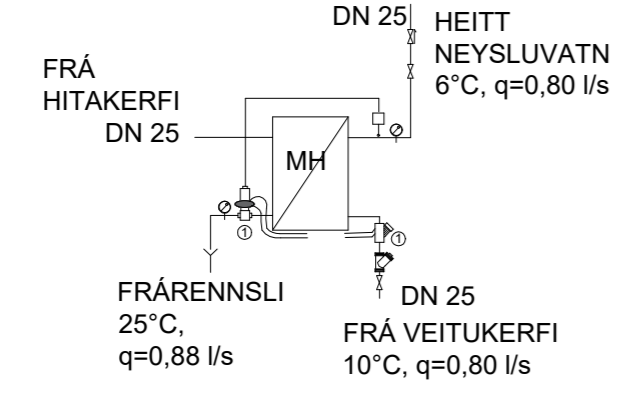 DN 25
HEITT
NEYSLUVATN
6°C, q=0,80 l/s
FRÁ
HITAKERFI
DN 25
MH
1
1
FRÁRENNSLI
25°C,
q=0,88 l/s
DN 25
FRÁ VEITUKERFI
10°C, q=0,80 l/s